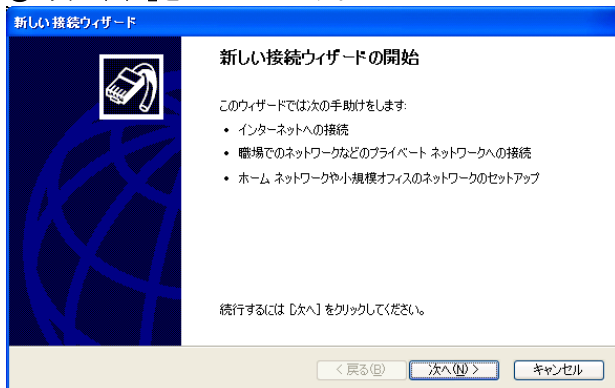 新しい接続ウィザード
新しい接続ウィザードの開始
このウィザードでは次の手助けをします:
• インターネットへの接続
• 職場でのネットワークなどのプライベート ネットワークへの接続
• ホーム ネットワークや小規模オフィスのネットワークのセットアップ
続行するには [次へ] をクリックしてください。
< 戻る(B) 次へ(N) > キャンセル